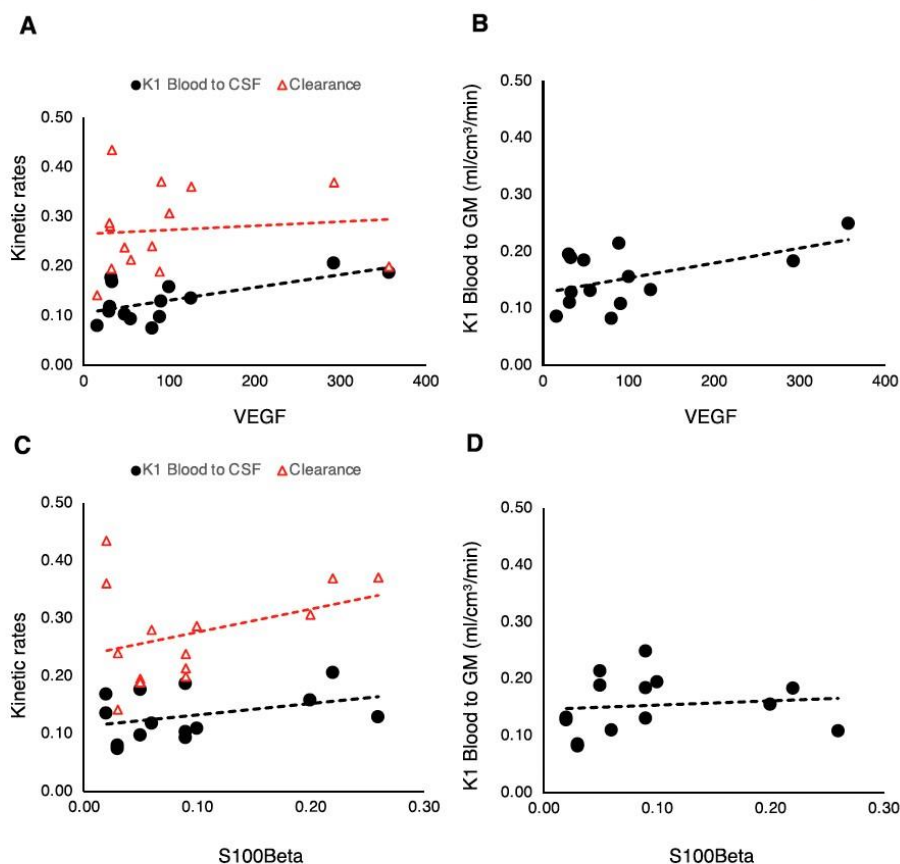 A
● K1 Blood to CSF △ Clearance
Kinetic rates
0.50
0.40
0.30
0.20
0.10
0.00
0 100 200 300 400
VEGF
B
K1 Blood to GM (ml/cm³/min)
0.50
0.40
0.30
0.20
0.10
0.00
0 100 200 300 400
VEGF
C
● K1 Blood to CSF △ Clearance
Kinetic rates
0.50
0.40
0.30
0.20
0.10
0.00
0.00 0.10 0.20 0.30
S100Beta
D
K1 Blood to GM (ml/cm³/min)
0.50
0.40
0.30
0.20
0.10
0.00
0.00 0.10 0.20 0.30
S100Beta